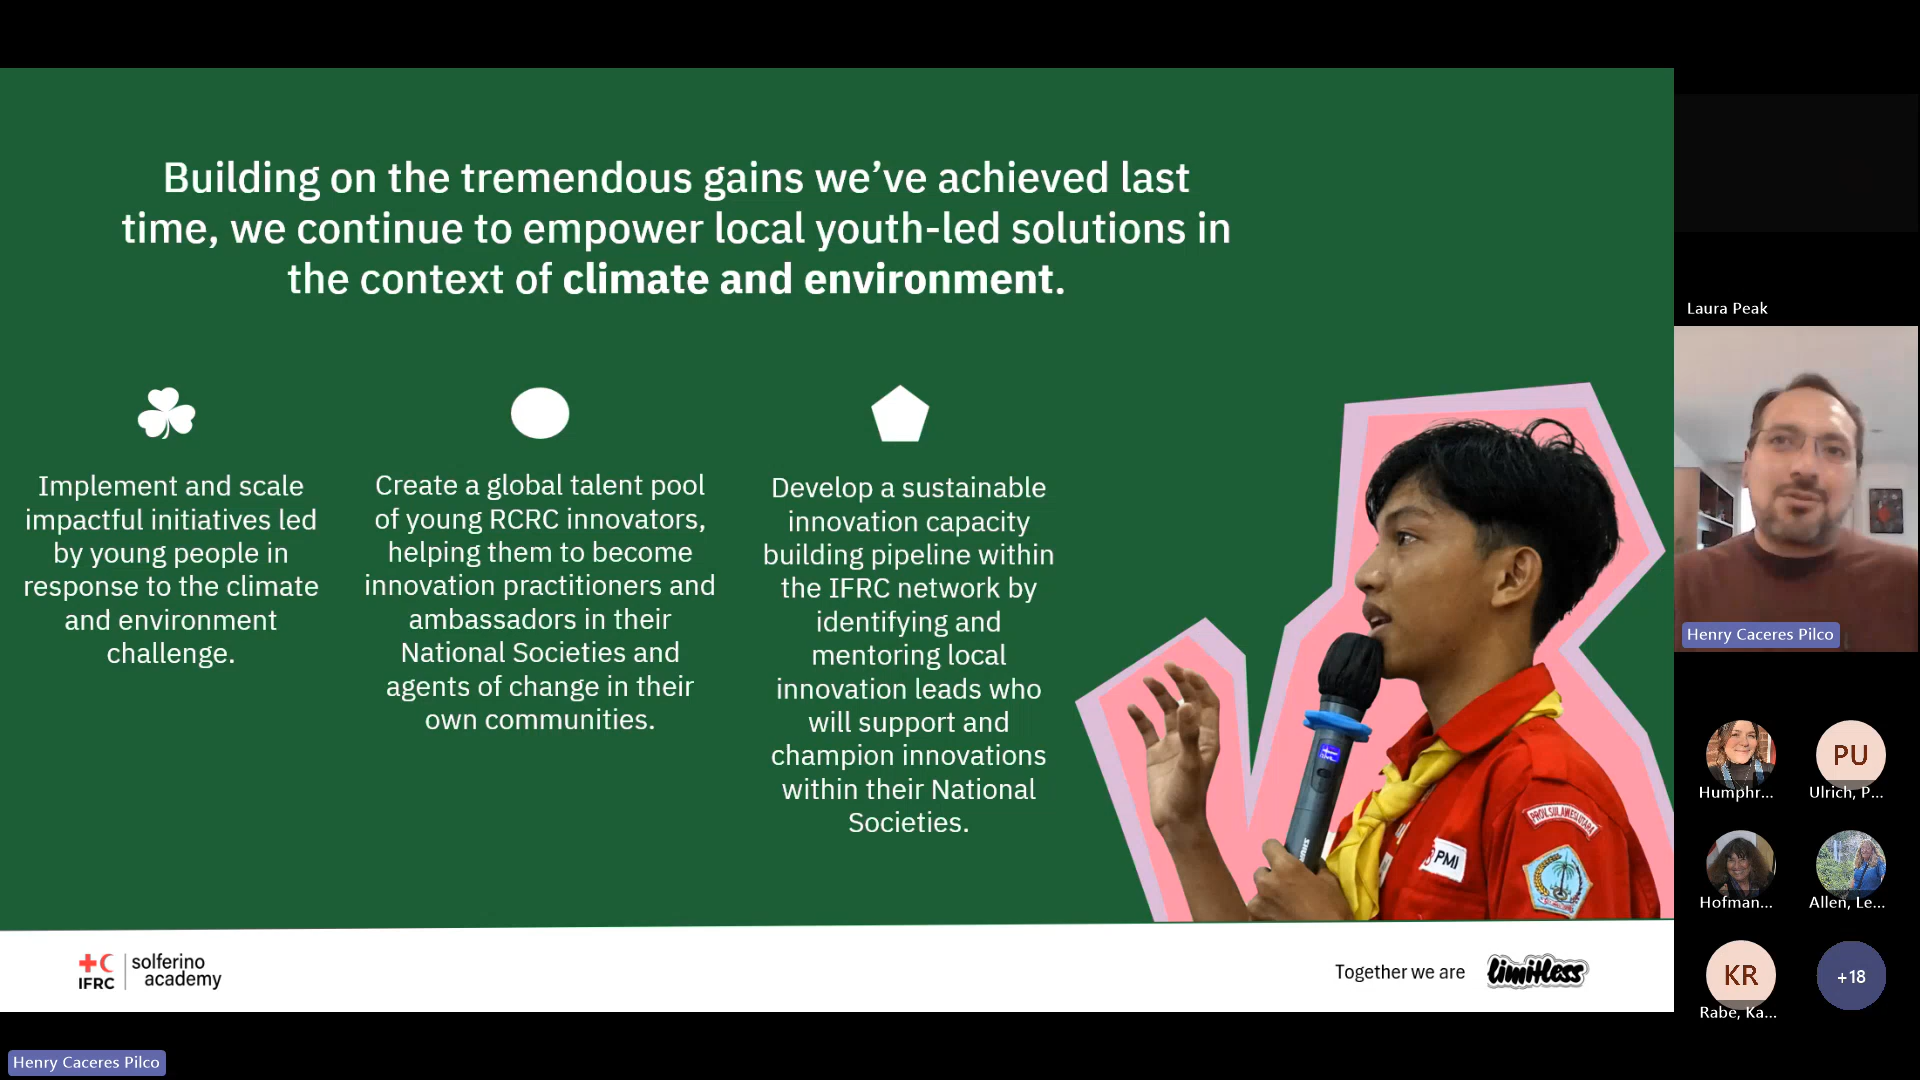 Building on the tremendous gains we've achieved last
time, we continue to empower local youth-led solutions in
the context of climate and environment.
Implement and scale
impactful initiatives led
by young people in
response to the climate
and environment
challenge.
Create a global talent pool
of young RCRC innovators,
helping them to become
innovation practitioners and
ambassadors in their
National Societies and
agents of change in their
own communities.
Develop a sustainable
innovation capacity
building pipeline within
the IFRC network by
identifying and
mentoring local
innovation leads who
will support and
champion innovations
within their National
Societies.
PMI
IFRC
solferino
academy
Together we are
limitless
Laura Peak
Henry Caceres Pilco
Humphr...
PU
Ulrich, P...
Hofman...
Allen, Le...
KR
Rabe, Ka...
+18
Henry Caceres Pilco